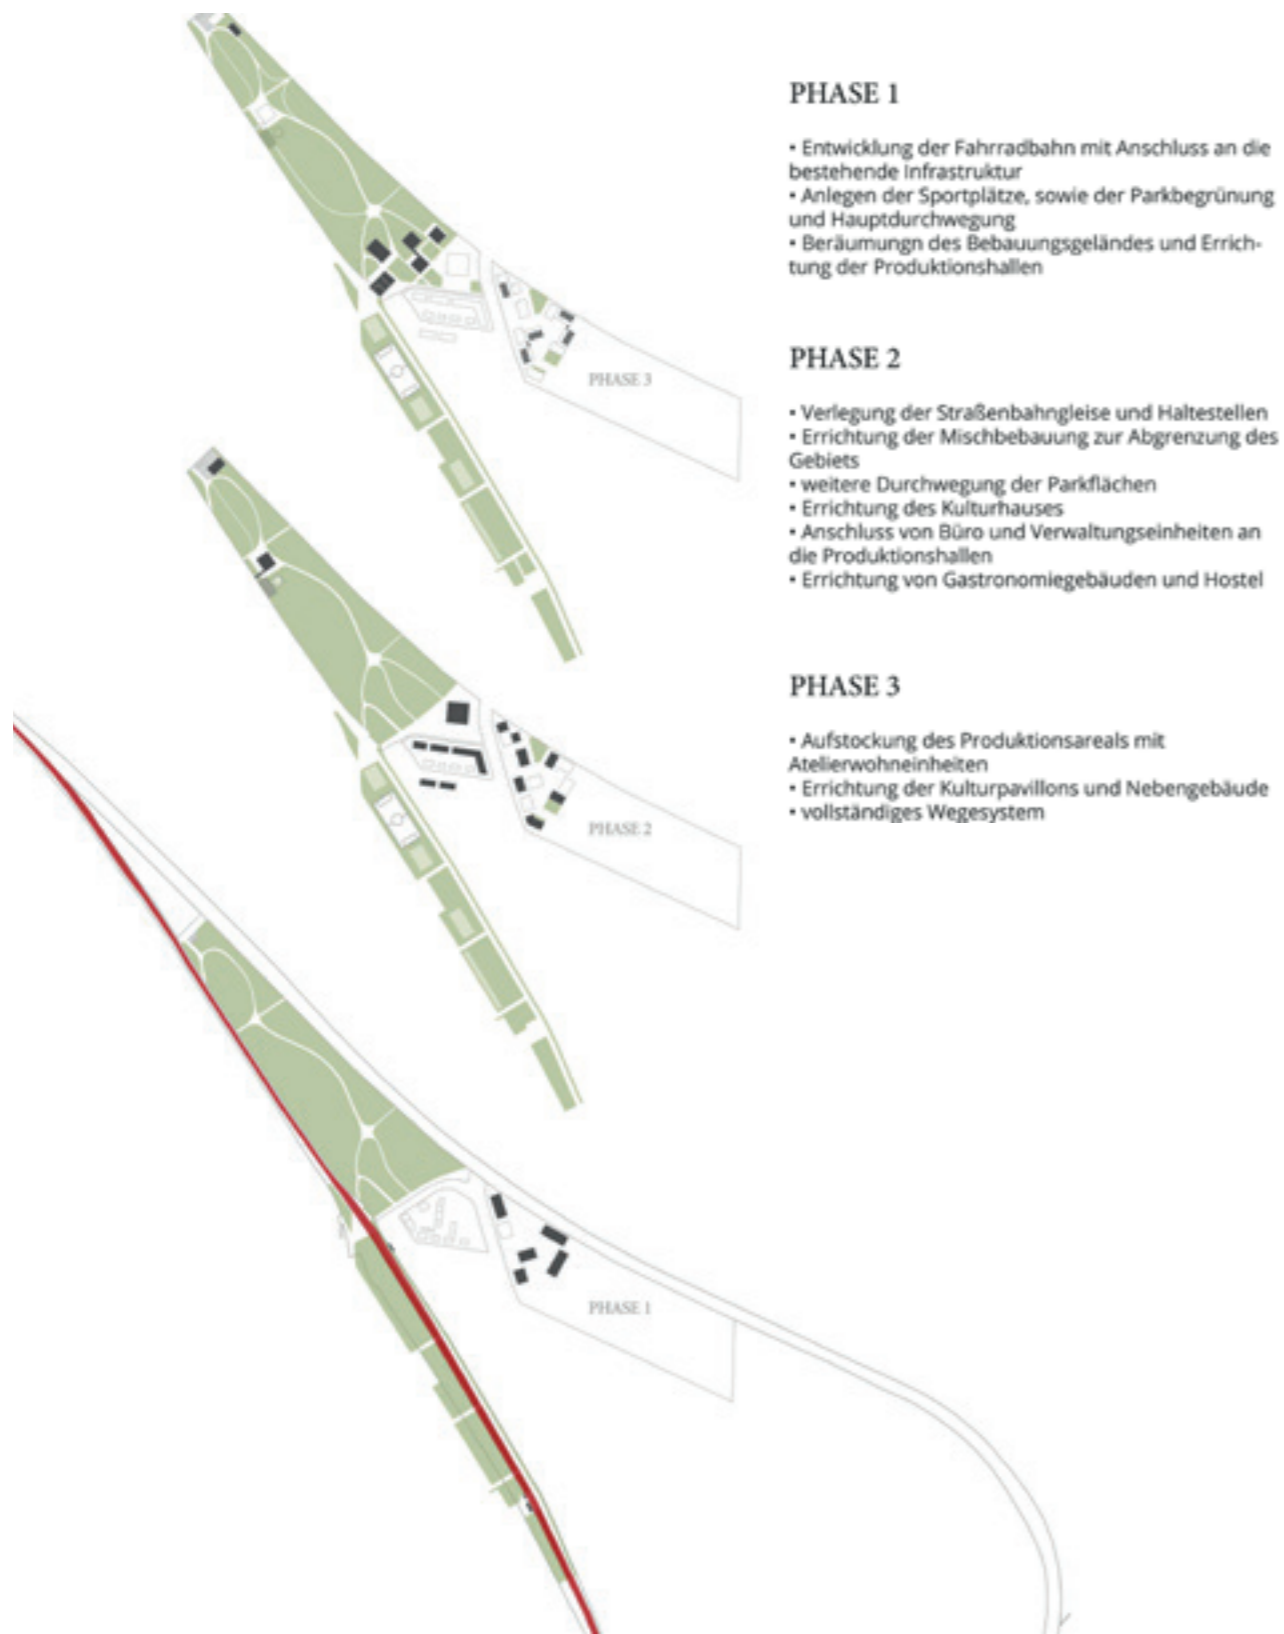 PHASE 1
• Entwicklung der Fahrradbahn mit Anschluss an die
bestehende Infrastruktur
• Anlegen der Sportplätze, sowie der Parkbegrünung
und Hauptdurchwegung
• Beräumungn des Bebauungsgeländes und Errich-
tung der Produktionshallen
PHASE 2
• Verlegung der Straßenbahngleise und Haltestellen
• Errichtung der Mischbebauung zur Abgrenzung des
Gebiets
• weitere Durchwegung der Parkflächen
• Errichtung des Kulturhauses
• Anschluss von Büro und Verwaltungseinheiten an
die Produktionshallen
• Errichtung von Gastronomiegebäuden und Hostel
PHASE 3
• Aufstockung des Produktionsareals mit
Atelierwohneinheiten
• Errichtung der Kulturpavillons und Nebengebäude
• vollständiges Wegesystem
PHASE 3
PHASE 2
PHASE 1